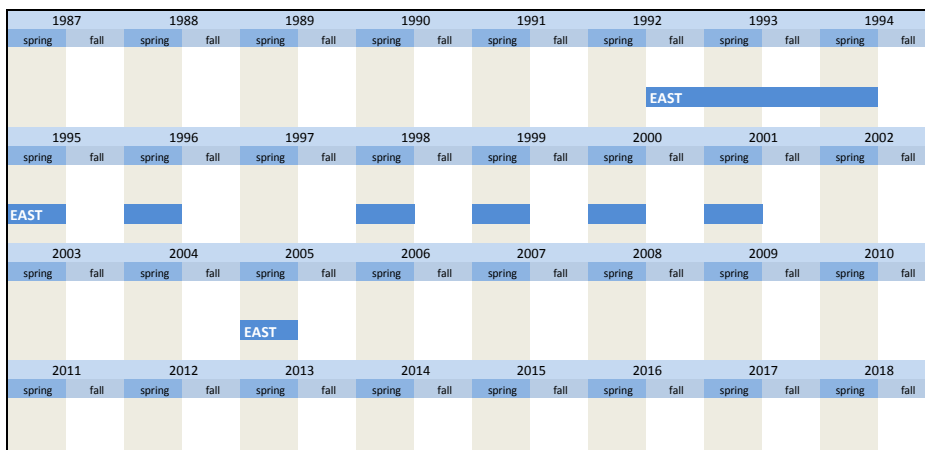 1987 1988 1989 1990 1991 1992 1993 1994
spring fall spring fall spring fall spring fall spring fall spring fall spring fall spring fall
EAST
1995 1996 1997 1998 1999 2000 2001 2002
spring fall spring fall spring fall spring fall spring fall spring fall spring fall spring fall
EAST
2003 2004 2005 2006 2007 2008 2009 2010
spring fall spring fall spring fall spring fall spring fall spring fall spring fall spring fall
EAST
2011 2012 2013 2014 2015 2016 2017 2018
spring fall spring fall spring fall spring fall spring fall spring fall spring fall spring fall